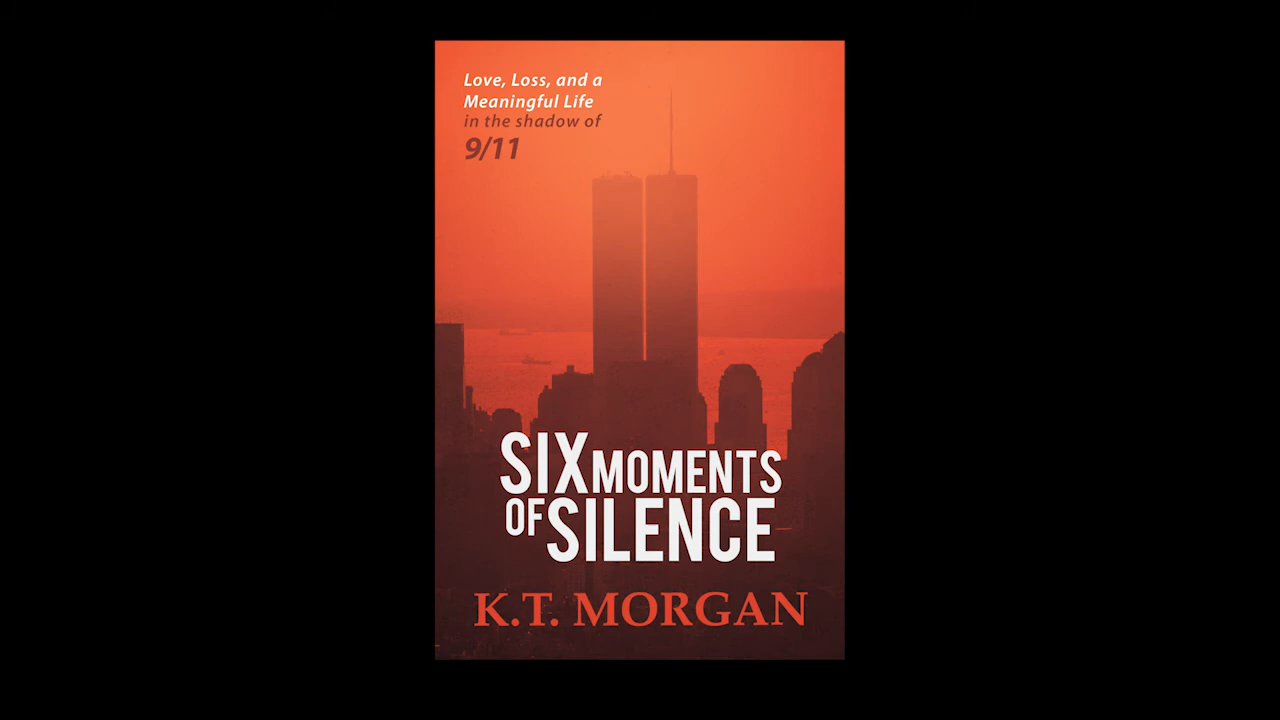 Love, Loss, and a
Meaningful Life
in the shadow of
9/11
SIX MOMENTS
OF SILENCE
K.T. MORGAN